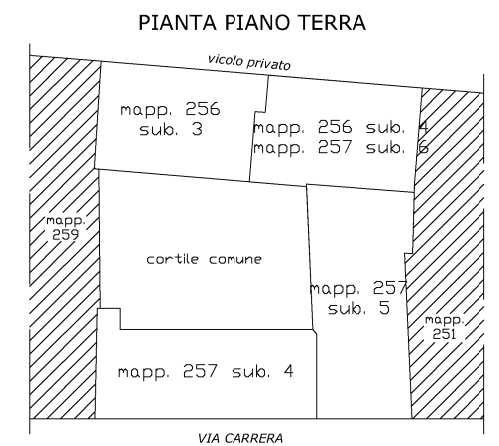 PIANTA PIANO TERRA
vicolo privato
mapp. 256
sub. 3
mapp. 256 sub. 4
mapp. 257 sub. 6
mapp.
259
cortile comune
mapp. 257
sub. 5
mapp.
251
mapp. 257 sub. 4
VIA CARRERA